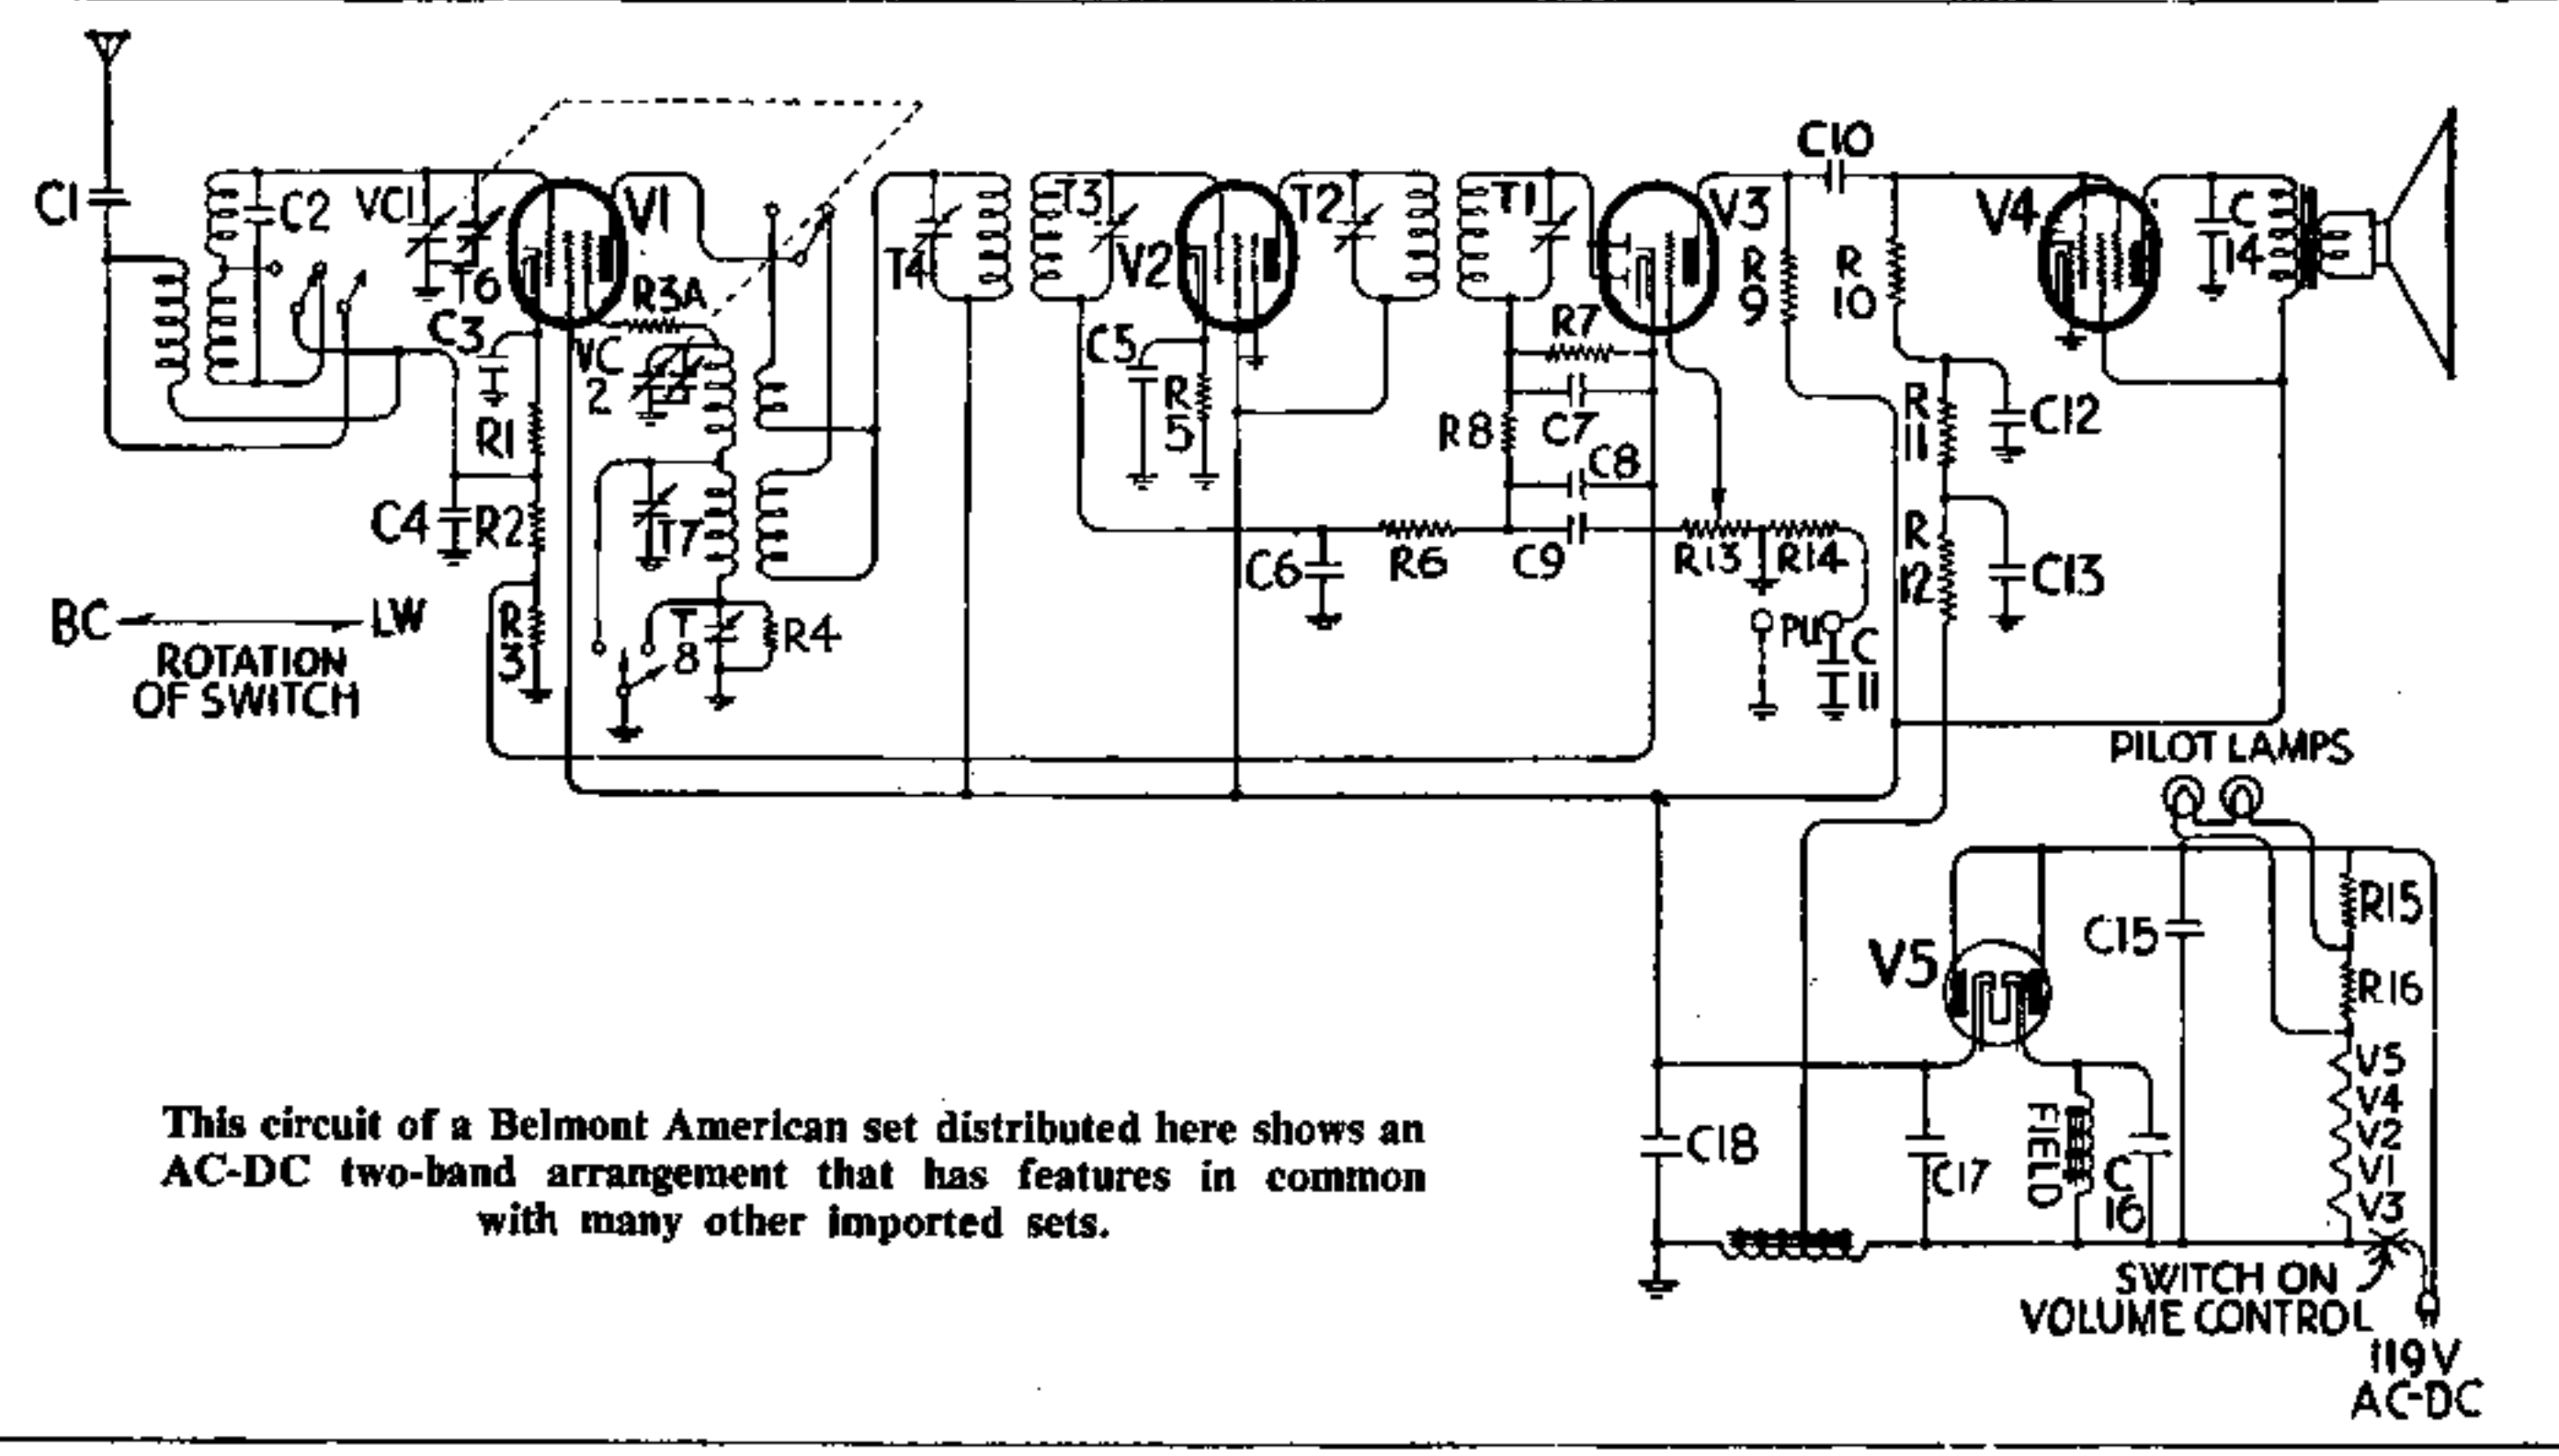 C1
C2
VC1
T6
V1
C3
R3A
VC
2
R1
C4
R2
T7
R
3
T
8
R4
BC
LW
ROTATION
OF SWITCH
T4
T3
V2
C5
R
5
T2
T1
V3
R7
C7
R8
C8
C6
R6
C9
R13
R14
PU
C
11
C10
R
9
R
10
V4
C
14
R
11
C12
R
12
C13
PILOT LAMPS
R15
R16
C15
V5
V5
V4
V2
V1
V3
C18
C17
FIELD
C
16
SWITCH ON
VOLUME CONTROL
119V
AC-DC
This circuit of a Belmont American set distributed here shows an
AC-DC two-band arrangement that has features in common
with many other imported sets.